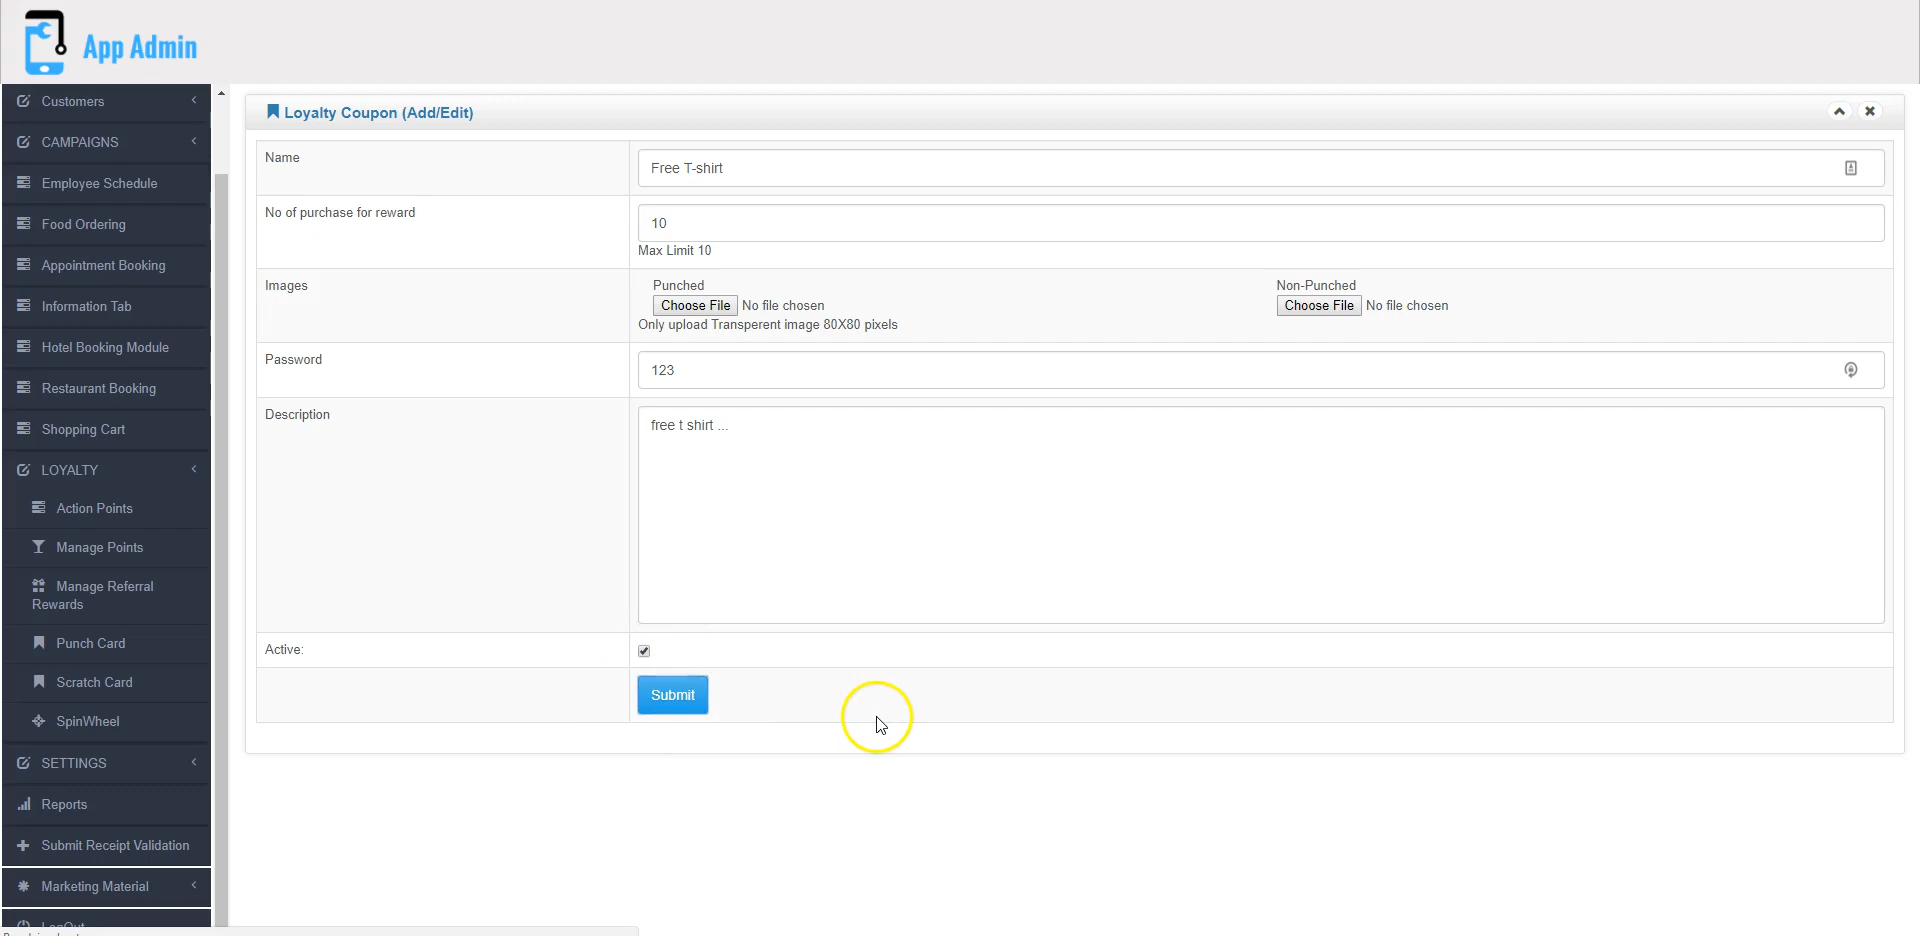 App Admin
Customers
CAMPAIGNS
Employee Schedule
Food Ordering
Appointment Booking
Information Tab
Hotel Booking Module
Restaurant Booking
Shopping Cart
LOYALTY
Action Points
Manage Points
Manage Referral
Rewards
Punch Card
Scratch Card
SpinWheel
SETTINGS
Reports
Submit Receipt Validation
Marketing Material
LogOut
Loyalty Coupon (Add/Edit)
Name
Free T-shirt
No of purchase for reward
10
Max Limit 10
Images
Punched
Choose File No file chosen
Only upload Transperent image 80X80 pixels
Non-Punched
Choose File No file chosen
Password
123
Description
free t shirt ...
Active:
Submit